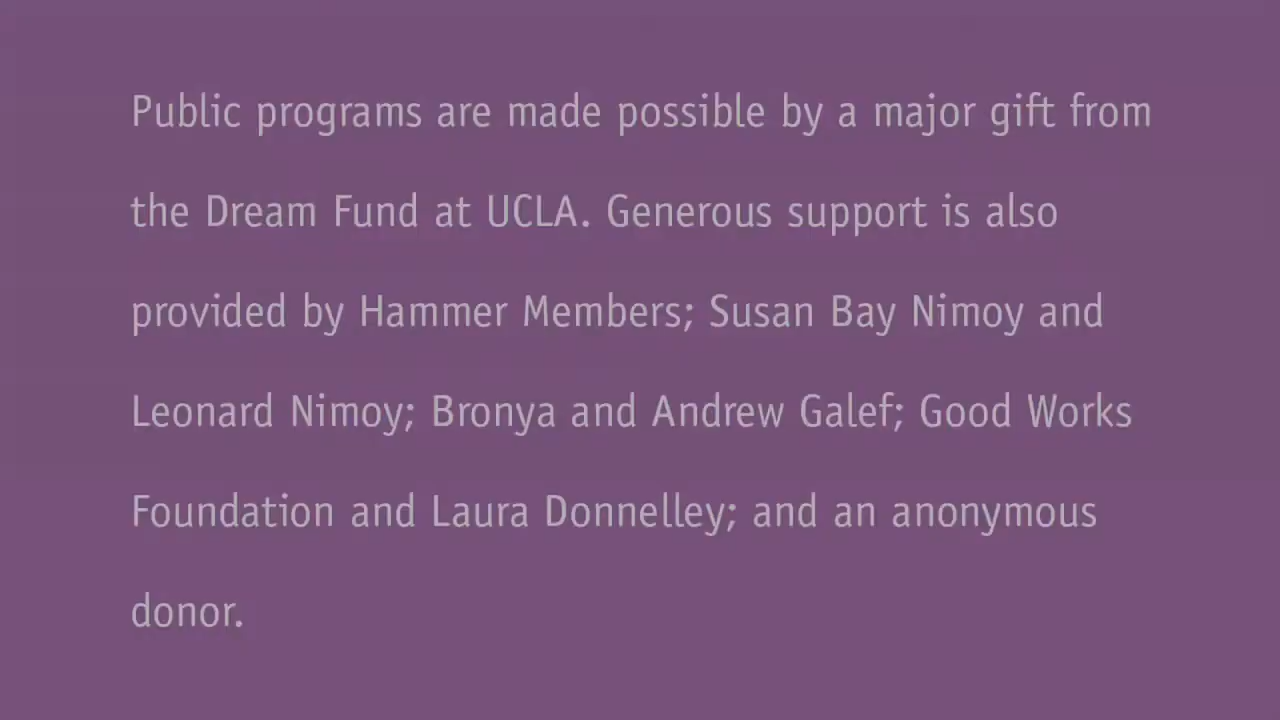 Public programs are made possible by a major gift from
the Dream Fund at UCLA. Generous support is also
provided by Hammer Members; Susan Bay Nimoy and
Leonard Nimoy; Bronya and Andrew Galef; Good Works
Foundation and Laura Donnelley; and an anonymous
donor.